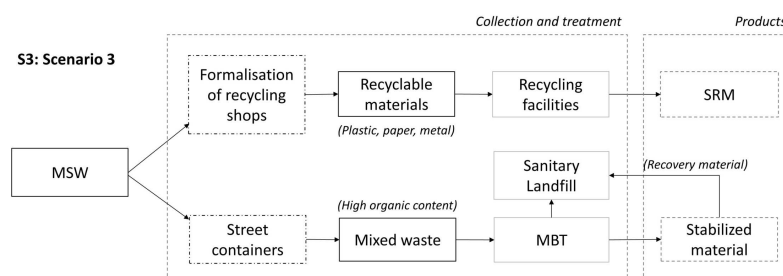 Collection and treatment
Products
S3: Scenario 3
Formalisation
of recycling
shops
Recyclable
materials
Recycling
facilities
SRM
(Plastic, paper, metal)
MSW
Sanitary
Landfill
(Recovery material)
(High organic content)
Street
containers
Mixed waste
MBT
Stabilized
material